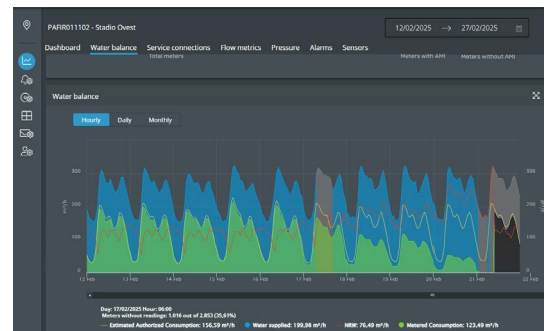 PAFIR011102 - Stadio Ovest
12/02/2025 → 27/02/2025
Dashboard Water balance Service connections Flow metrics Pressure Alarms Sensors
Total meters
Meters with AMI Meters without AMI
Water balance
Hourly Daily Monthly
300 300
200 200
m³/h
100 100
0 0
12 Feb 13 Feb 14 Feb 15 Feb 16 Feb 17 Feb 18 Feb 19 Feb 20 Feb 21 Feb 22 Feb
Day: 17/02/2025 Hour: 06:00
Meters without readings: 1.016 out of 2.853 (35,61%)
Estimated Authorized Consumption: 156,59 m³/h Water supplied: 199,98 m³/h NRW: 76,49 m³/h Metered Consumption: 123,49 m³/h